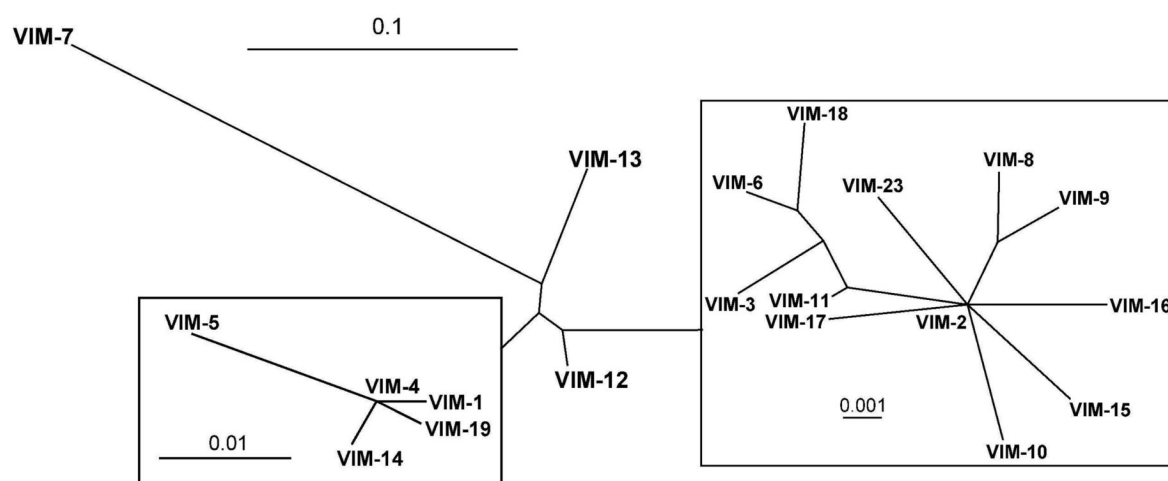 VIM-7
0.1
VIM-13
VIM-12
VIM-5
VIM-4
VIM-1
VIM-19
VIM-14
0.01
VIM-18
VIM-6
VIM-23
VIM-8
VIM-9
VIM-3
VIM-11
VIM-17
VIM-2
VIM-16
VIM-15
VIM-10
0.001